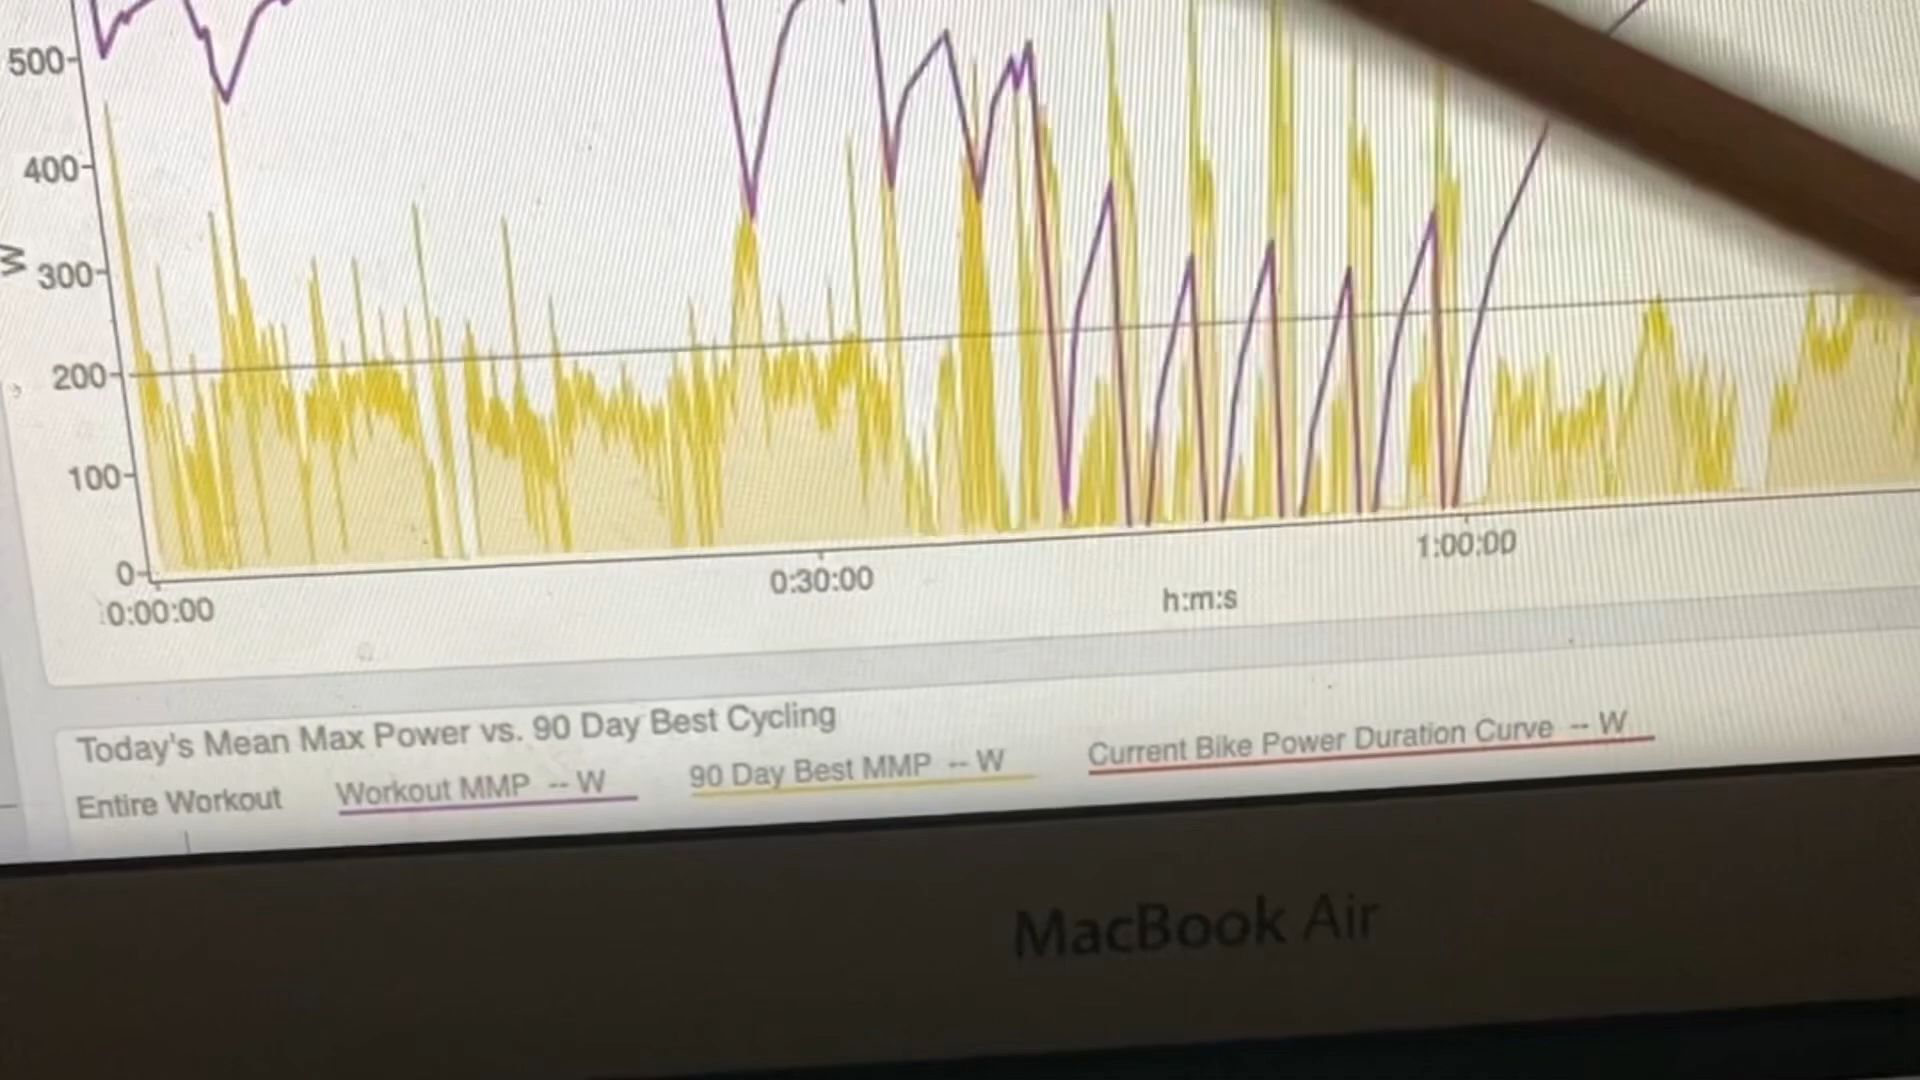 500
400
W
300
200
100
0
0:00:00
0:30:00
1:00:00
h:m:s
Today's Mean Max Power vs. 90 Day Best Cycling
Entire Workout Workout MMP -- W 90 Day Best MMP -- W Current Bike Power Duration Curve -- W
MacBook Air